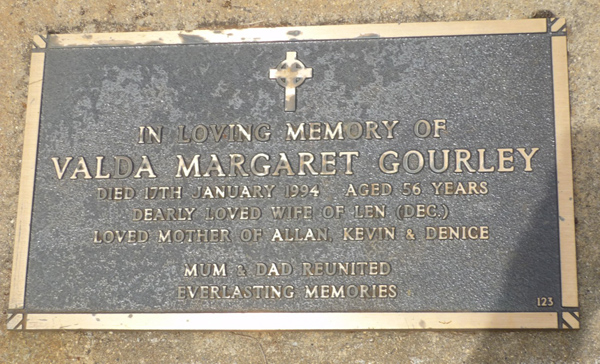 IN LOVING MEMORY OF
VALDA MARGARET GOURLEY
DIED 17TH JANUARY 1994 AGED 56 YEARS
DEARLY LOVED WIFE OF LEN (DEC.)
LOVED MOTHER OF ALLAN, KEVIN & DENICE
MUM & DAD REUNITED
EVERLASTING MEMORIES
123